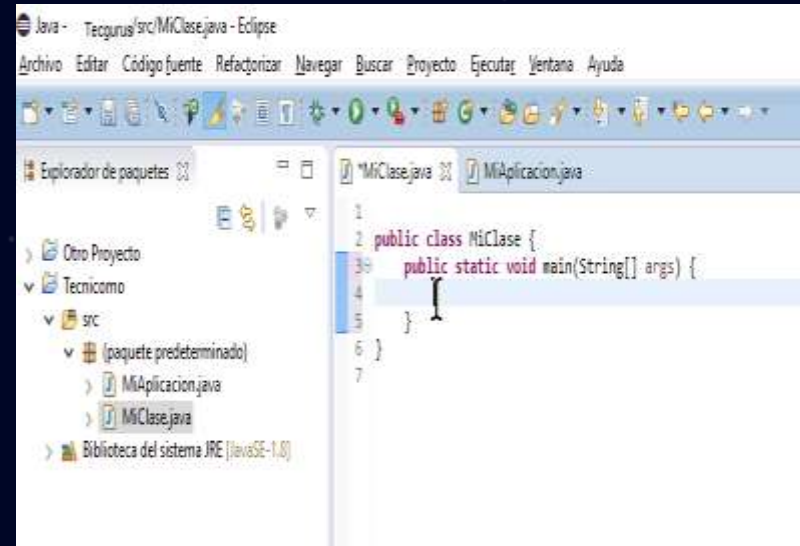 Java - Tecgurus/src/MiClase.java - Eclipse
Archivo Editar Código fuente Refactorizar Navegar Buscar Proyecto Ejecutar Ventana Ayuda
Explorador de paquetes
*MiClase.java MiAplicacion.java
Otro Proyecto
Tecnicomo
src
(paquete predeterminado)
MiAplicacion.java
MiClase.java
Biblioteca del sistema JRE [JavaSE-1.8]
1
2 public class MiClase {
3 public static void main(String[] args) {
4
5 }
6 }
7